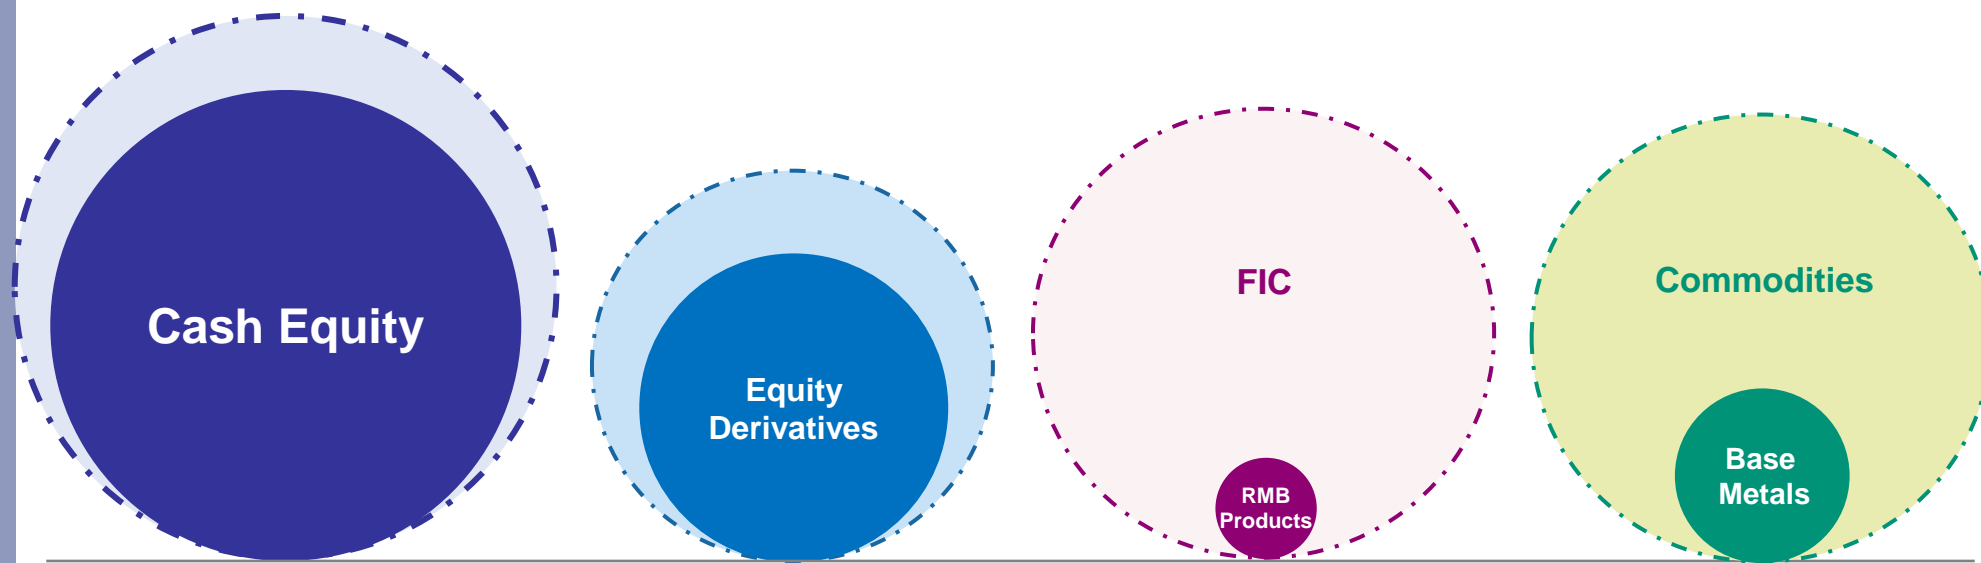 Cash Equity
Equity
Derivatives
FIC
RMB
Products
Commodities
Base
Metals